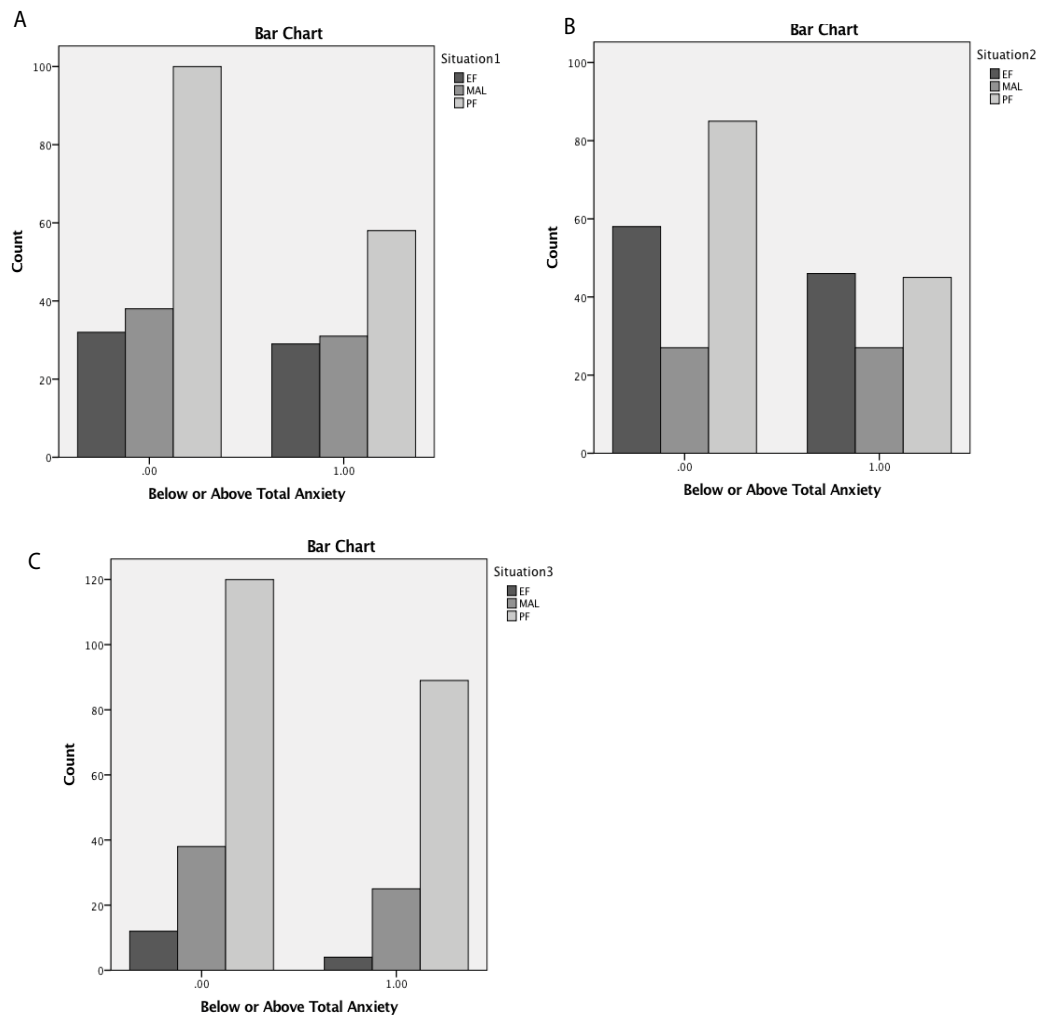 A
Bar Chart
Situation1
EF
MAL
PF
100
80
60
40
20
0
Count
.00
1.00
Below or Above Total Anxiety
B
Bar Chart
Situation2
EF
MAL
PF
100
80
60
40
20
0
Count
.00
1.00
Below or Above Total Anxiety
C
Bar Chart
Situation3
EF
MAL
PF
120
100
80
60
40
20
0
Count
.00
1.00
Below or Above Total Anxiety